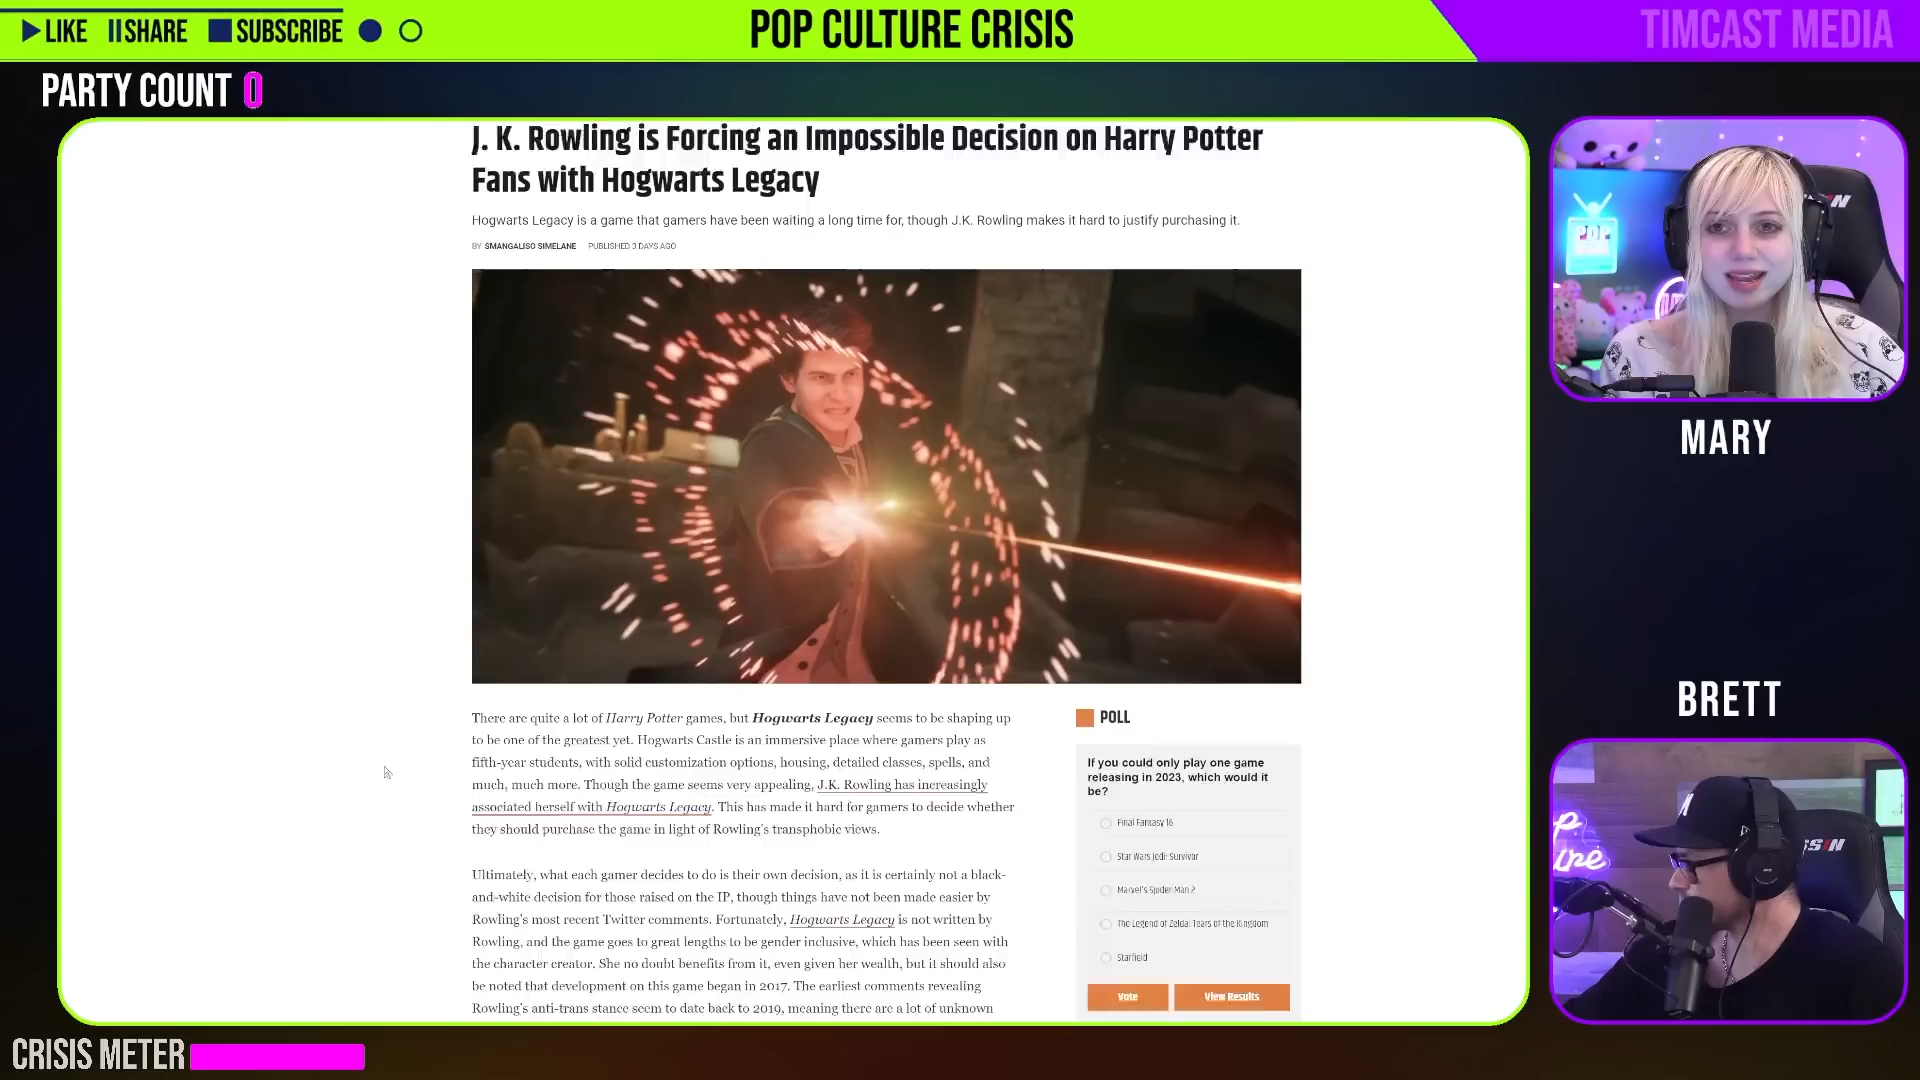 LIKE SHARE SUBSCRIBE
POP CULTURE CRISIS
TIMCAST MEDIA
PARTY COUNT 0
J. K. Rowling is Forcing an Impossible Decision on Harry Potter
Fans with Hogwarts Legacy
Hogwarts Legacy is a game that gamers have been waiting a long time for, though J.K. Rowling makes it hard to justify purchasing it.
BY SMANGALISO SIMELANE PUBLISHED 3 DAYS AGO
There are quite a lot of Harry Potter games, but Hogwarts Legacy seems to be shaping up
to be one of the greatest yet. Hogwarts Castle is an immersive place where gamers play as
fifth-year students, with solid customization options, housing, detailed classes, spells, and
much, much more. Though the game seems very appealing, J.K. Rowling has increasingly
associated herself with Hogwarts Legacy. This has made it hard for gamers to decide whether
they should purchase the game in light of Rowling's transphobic views.
Ultimately, what each gamer decides to do is their own decision, as it is certainly not a black-
and-white decision for those raised on the IP, though things have not been made easier by
Rowling's most recent Twitter comments. Fortunately, Hogwarts Legacy is not written by
Rowling, and the game goes to great lengths to be gender inclusive, which has been seen with
the character creator. She no doubt benefits from it, even given her wealth, but it should also
be noted that development on this game began in 2017. The earliest comments revealing
Rowling's anti-trans stance seem to date back to 2019, meaning there are a lot of unknown
POLL
If you could only play one game
releasing in 2023, which would it
be?
Final Fantasy 16
Star Wars Jedi: Survivor
Marvel's Spider-Man 2
The Legend of Zelda: Tears of the Kingdom
Starfield
Vote
View Results
POP
MARY
BRETT
CRISIS METER